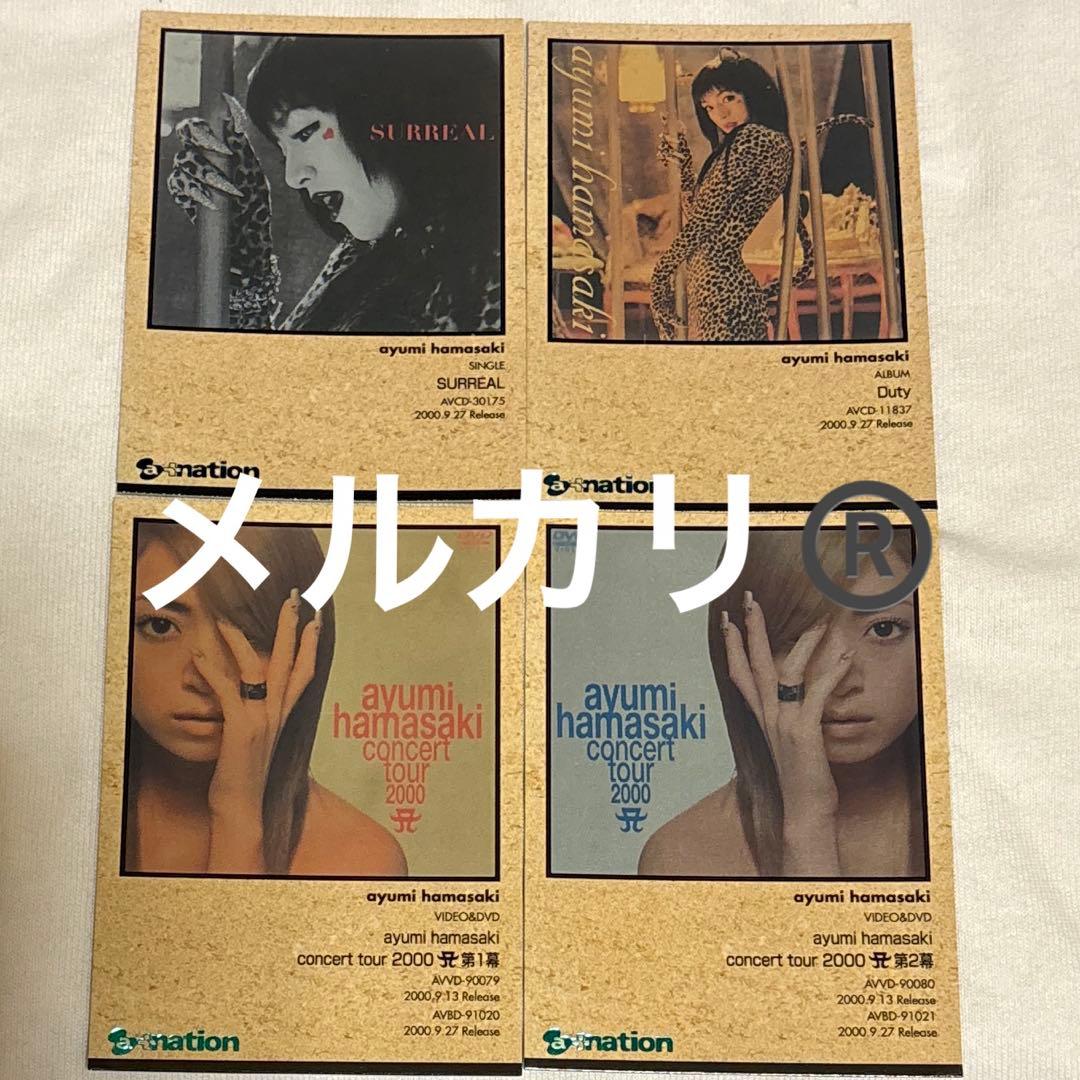 SURREAL
ayumi hamasaki
SINGLE
SURREAL
AVCD-30175
2000.9.27 Release
a-nation
ayumi hamasaki
ayumi hamasaki
ALBUM
Duty
AVCD-11837
2000.9.27 Release
a-nation
メルカリ®
DVD
VIDEO
ayumi
hamasaki
concert
tour
2000
ayumi hamasaki
VIDEO&DVD
ayumi hamasaki
concert tour 2000 第1幕
AVVD-90079
2000.9.13 Release
AVBD-91020
2000.9.27 Release
a-nation
DVD
VIDEO
ayumi
hamasaki
concert
tour
2000
ayumi hamasaki
VIDEO&DVD
ayumi hamasaki
concert tour 2000 第2幕
AVVD-90080
2000.9.13 Release
AVBD-91021
2000.9.27 Release
a-nation